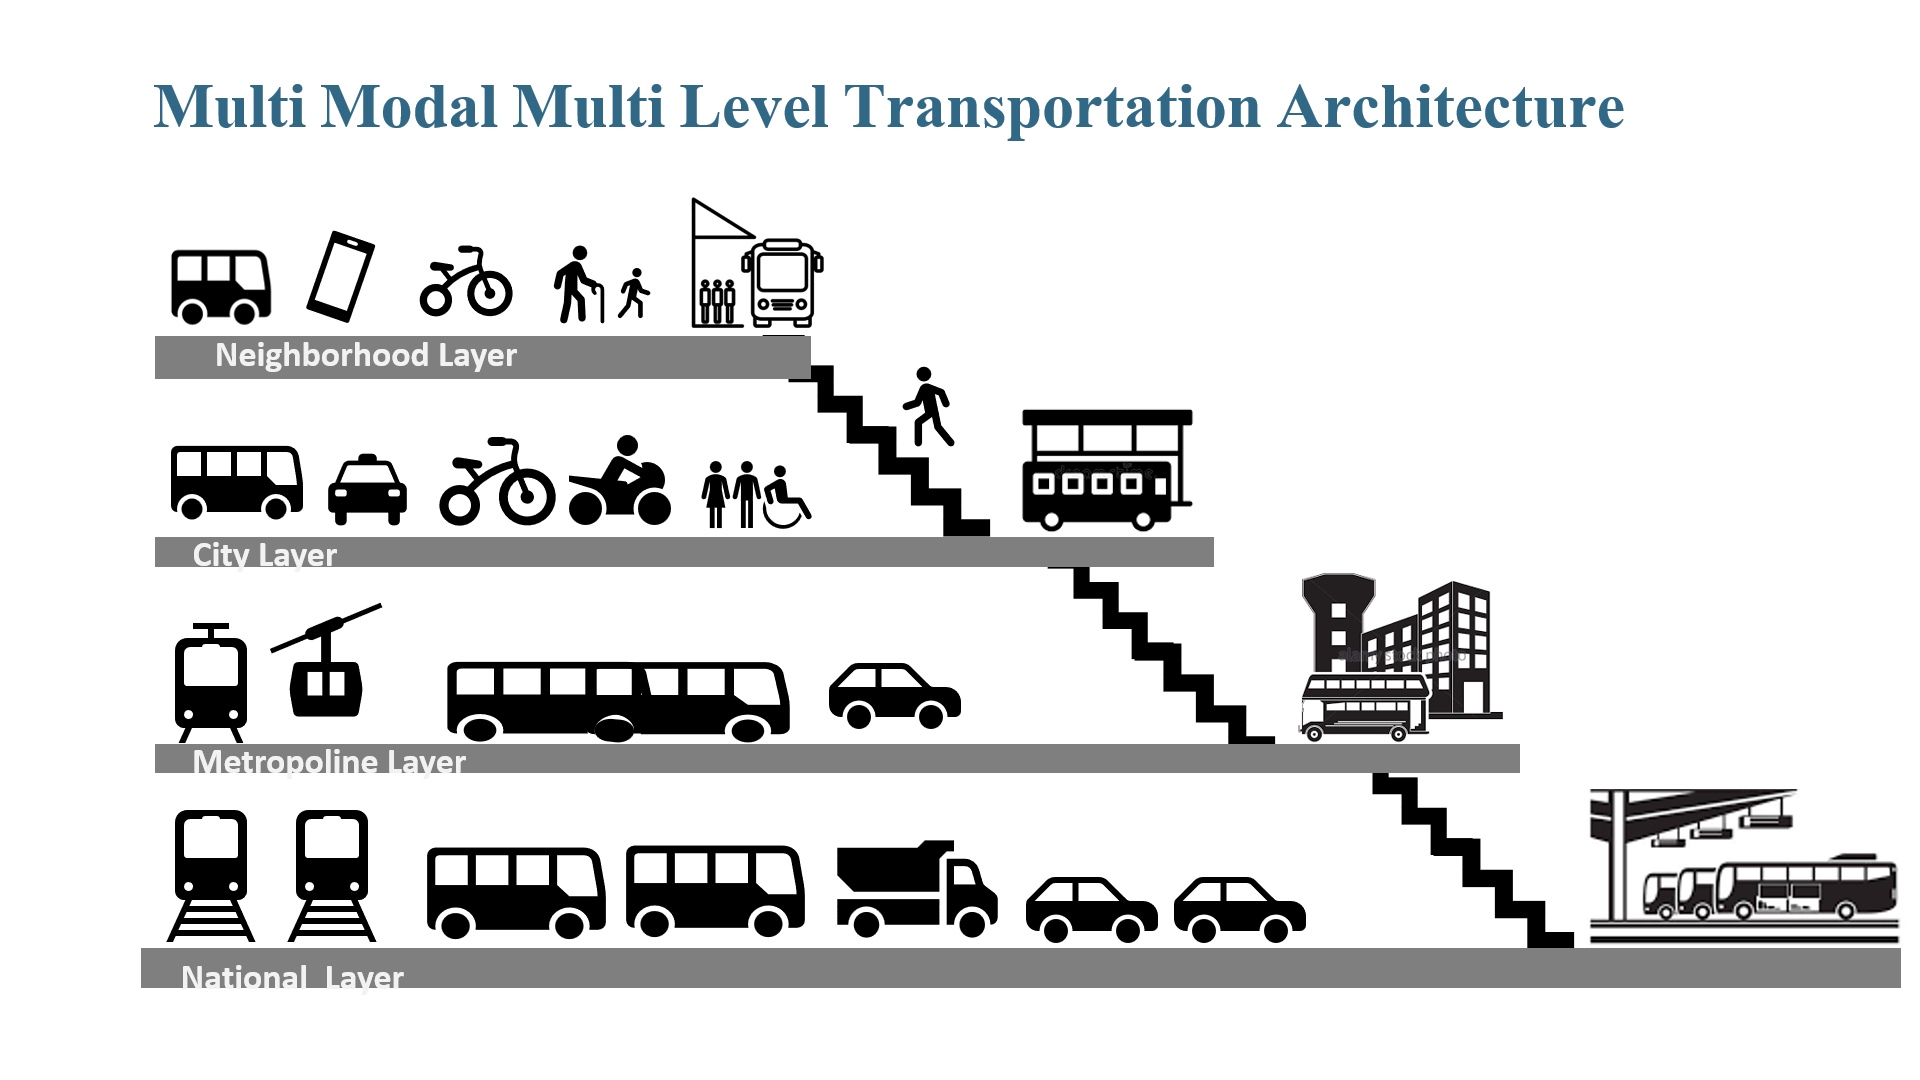 Multi Modal Multi Level Transportation Architecture
Neighborhood Layer
City Layer
Metropoline Layer
National Layer